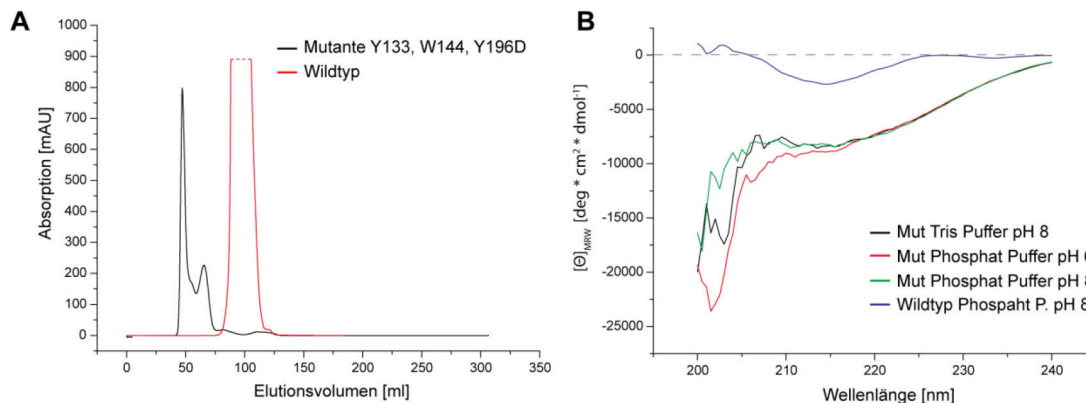 A
Absorption [mAU]
1000
900
800
700
600
500
400
300
200
100
0
Mutante Y133, W144, Y196D
Wildtyp
-50
0
50
100
150
200
250
300
350
Elutionsvolumen [ml]
B
[Θ]MRW [deg * cm² * dmol⁻¹]
0
-5000
-10000
-15000
-20000
-25000
Mut Tris Puffer pH 8
Mut Phosphat Puffer pH
Mut Phosphat Puffer pH 8
Wildtyp Phospaht P. pH 8
200
210
220
230
240
Wellenlänge [nm]